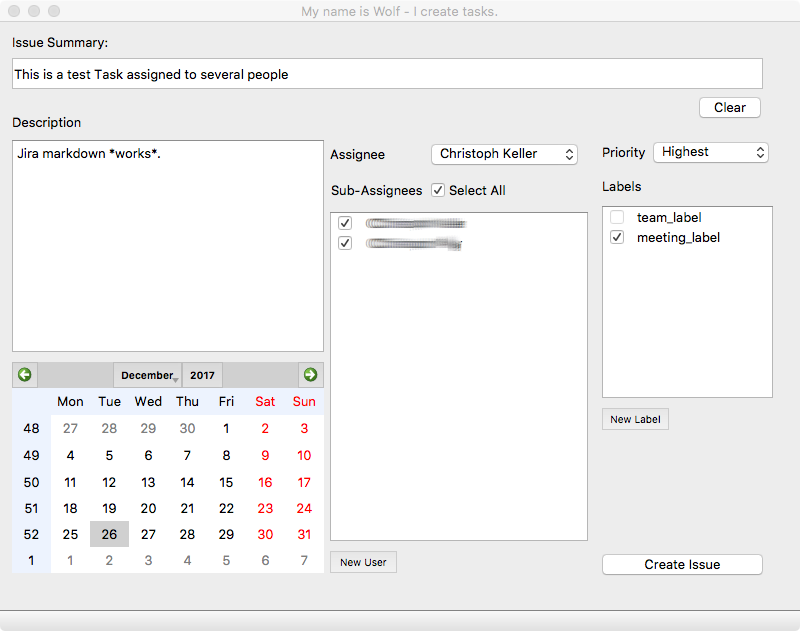 My name is Wolf - I create tasks.
Issue Summary:
This is a test Task assigned to several people
Clear
Description
Jira markdown *works*.
Assignee
Christoph Keller
Priority
Highest
Sub-Assignees
Select All
Labels
team_label
meeting_label
New Label
December
2017
Mon Tue Wed Thu Fri Sat Sun
48 27 28 29 30 1 2 3
49 4 5 6 7 8 9 10
50 11 12 13 14 15 16 17
51 18 19 20 21 22 23 24
52 25 26 27 28 29 30 31
1 1 2 3 4 5 6 7
New User
Create Issue